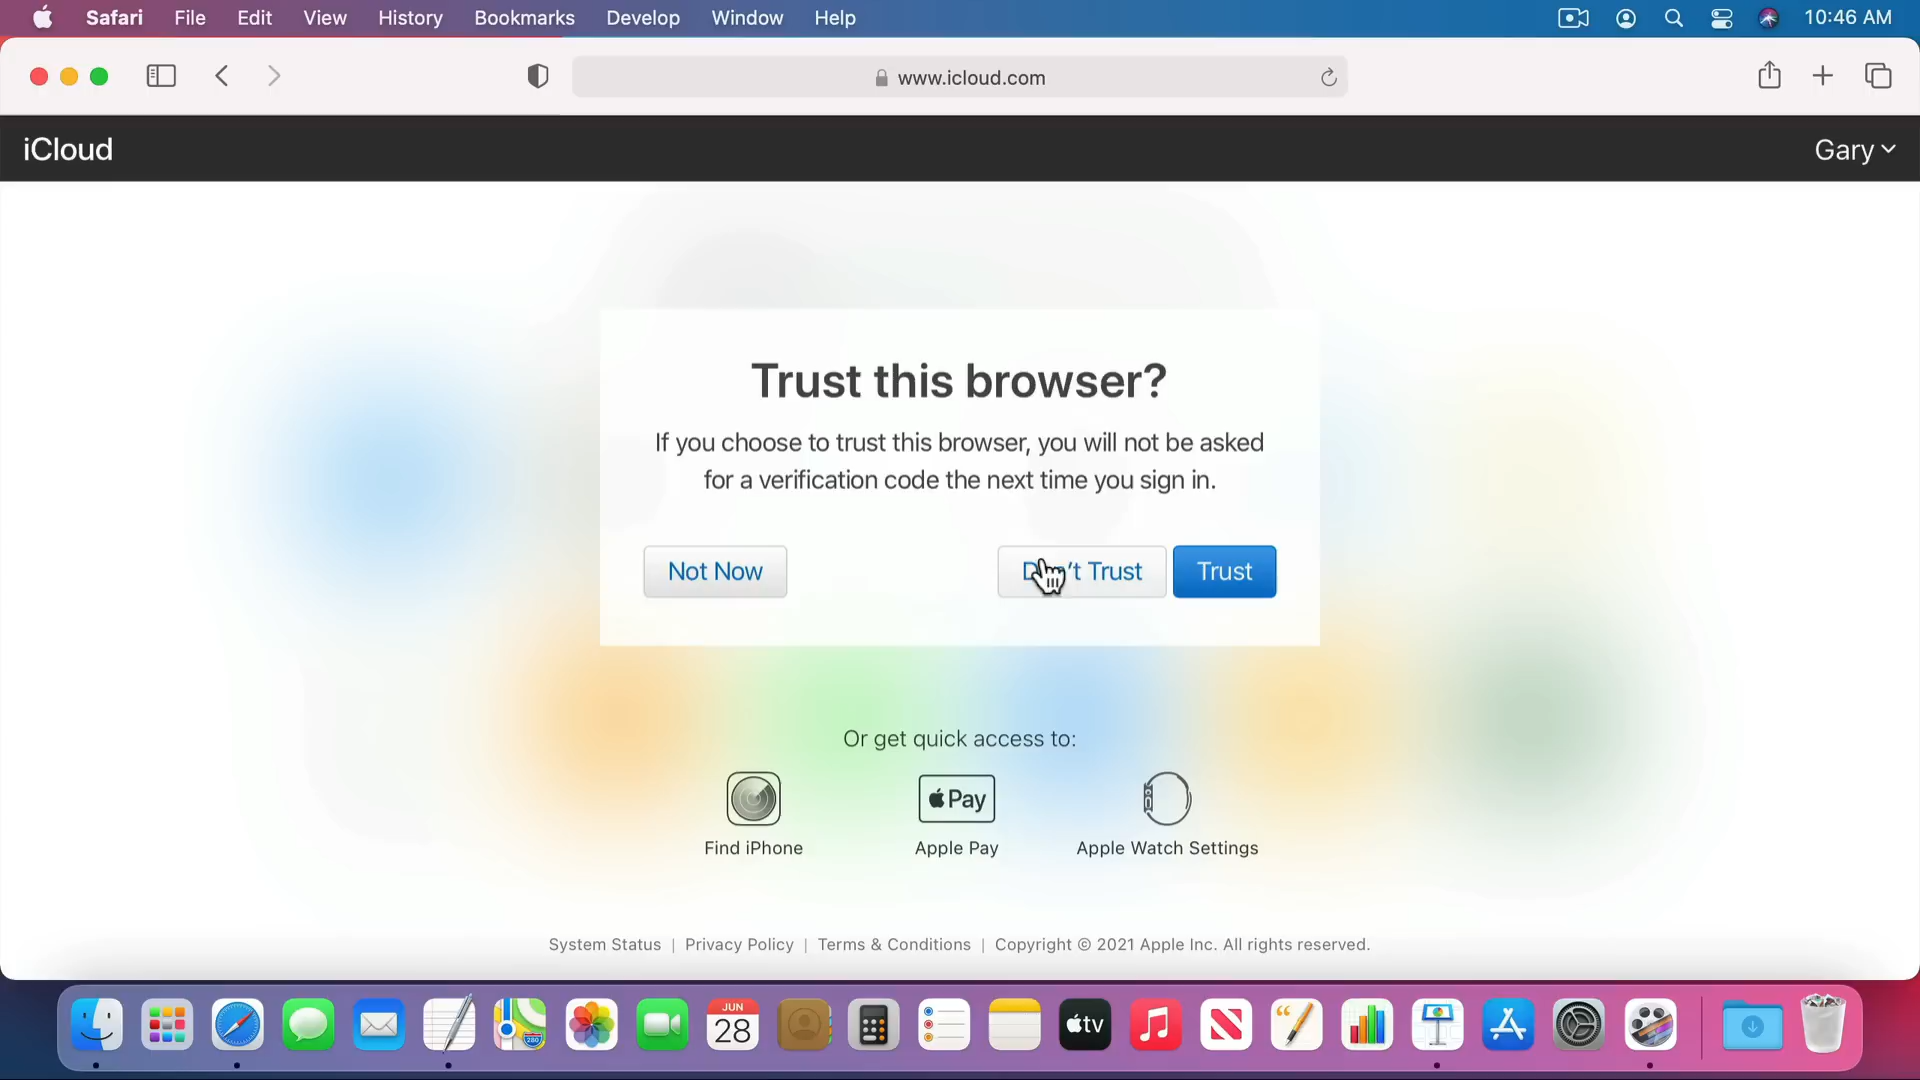 Safari File Edit View History Bookmarks Develop Window Help 10:46 AM
www.icloud.com
iCloud Gary
Trust this browser?
If you choose to trust this browser, you will not be asked
for a verification code the next time you sign in.
Not Now Don't Trust Trust
Or get quick access to:
Pay
Find iPhone Apple Pay Apple Watch Settings
System Status | Privacy Policy | Terms & Conditions | Copyright © 2021 Apple Inc. All rights reserved.
JUN
28
280
tv